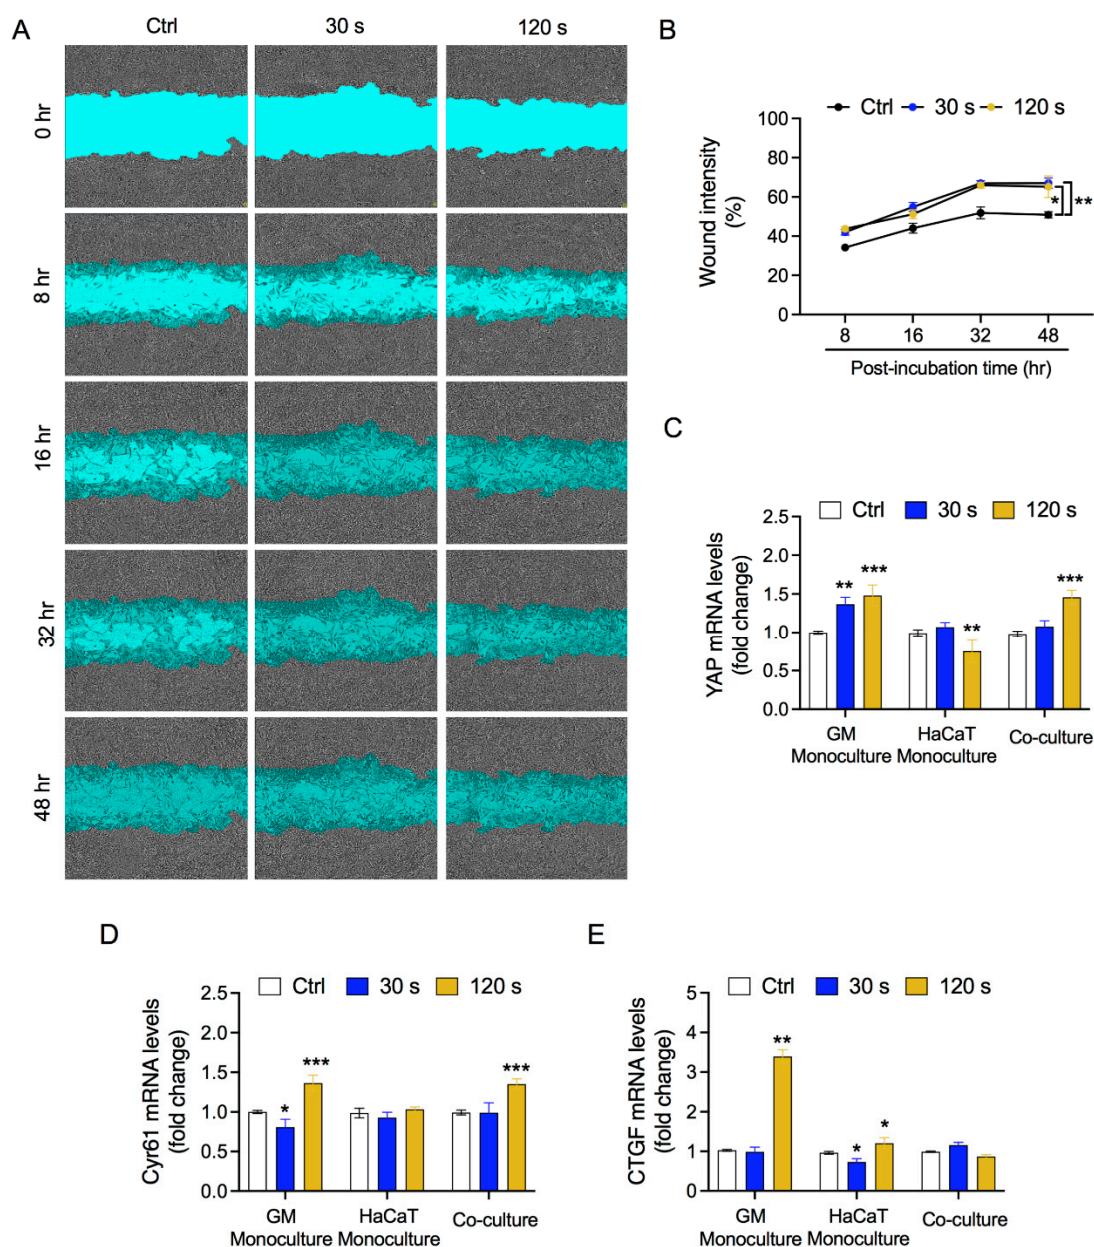 A
Ctrl
30 s
120 s
0 hr
8 hr
16 hr
32 hr
48 hr
B
Ctrl 30 s 120 s
Wound intensity
(%)
100
80
60
40
20
0
* **
8 16 32 48
Post-incubation time (hr)
C
Ctrl 30 s 120 s
YAP mRNA levels
(fold change)
2.5
2.0
1.5
1.0
0.5
0.0
** *** ** ***
GM
Monoculture
HaCaT
Monoculture
Co-culture
D
Ctrl 30 s 120 s
Cyr61 mRNA levels
(fold change)
2.5
2.0
1.5
1.0
0.5
0.0
* *** ***
GM
Monoculture
HaCaT
Monoculture
Co-culture
E
Ctrl 30 s 120 s
CTGF mRNA levels
(fold change)
5
4
3
2
1
0
** * *
GM
Monoculture
HaCaT
Monoculture
Co-culture